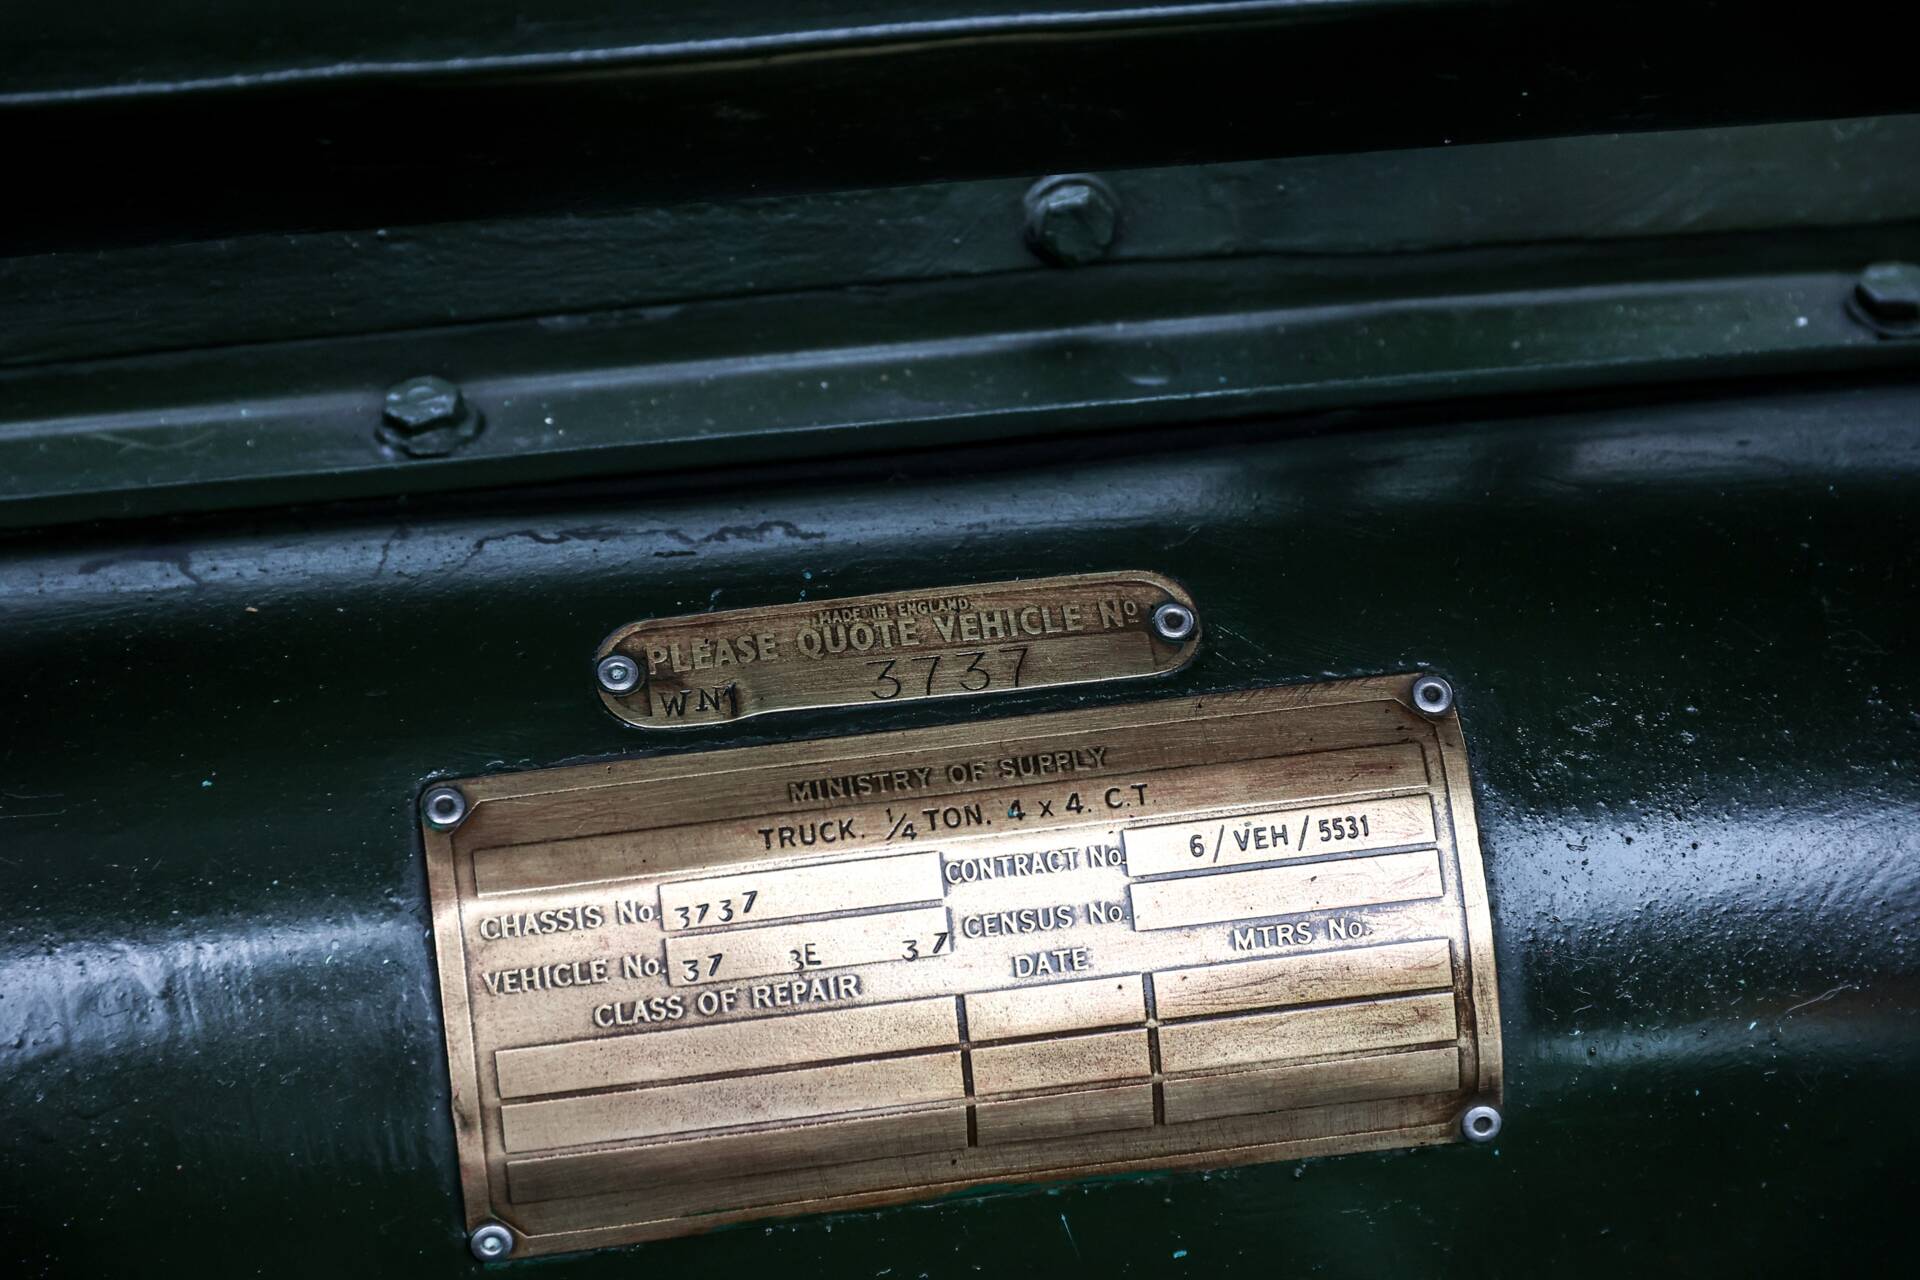 MADE IN ENGLAND
PLEASE QUOTE VEHICLE No
WN1 3737
MINISTRY OF SUPPLY
TRUCK. 1/4 TON. 4 x 4. C.T.
CHASSIS No. 3737 CONTRACT No. 6 / VEH / 5531
VEHICLE No. 37 BE 37 CENSUS No.
CLASS OF REPAIR DATE MTRS No.